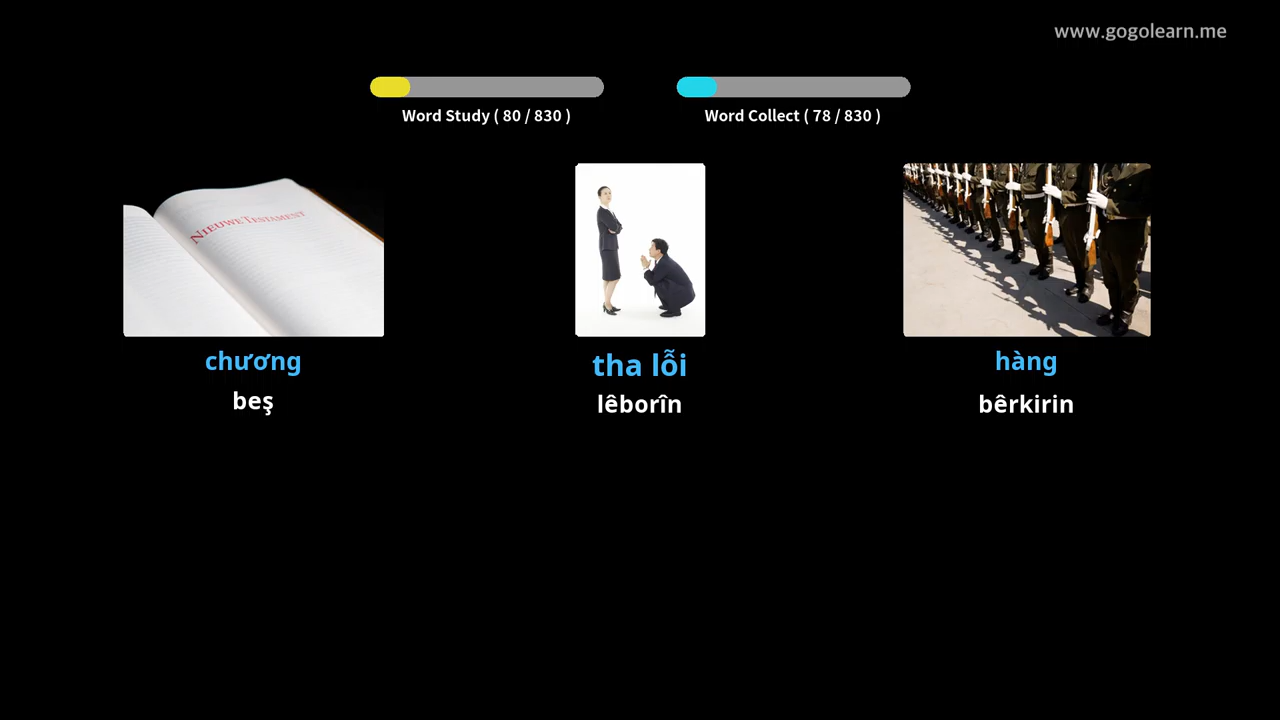 www.gogolearn.me
Word Study ( 80 / 830 )
Word Collect ( 78 / 830 )
NIEUWE TESTAMENT
chương
tha lỗi
hàng
beş
lêborîn
bêrkirin